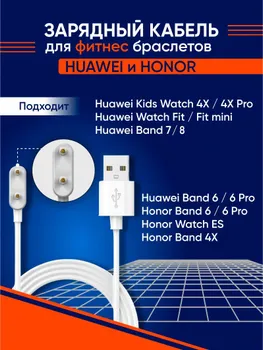 ЗАРЯДНЫЙ КАБЕЛЬ
для фитнес браслетов
HUAWEI и HONOR
Подходит
Huawei Kids Watch 4X / 4X Pro
Huawei Watch Fit / Fit mini
Huawei Band 7/ 8
Huawei Band 6 / 6 Pro
Honor Band 6 / 6 Pro
Honor Watch ES
Honor Band 4X